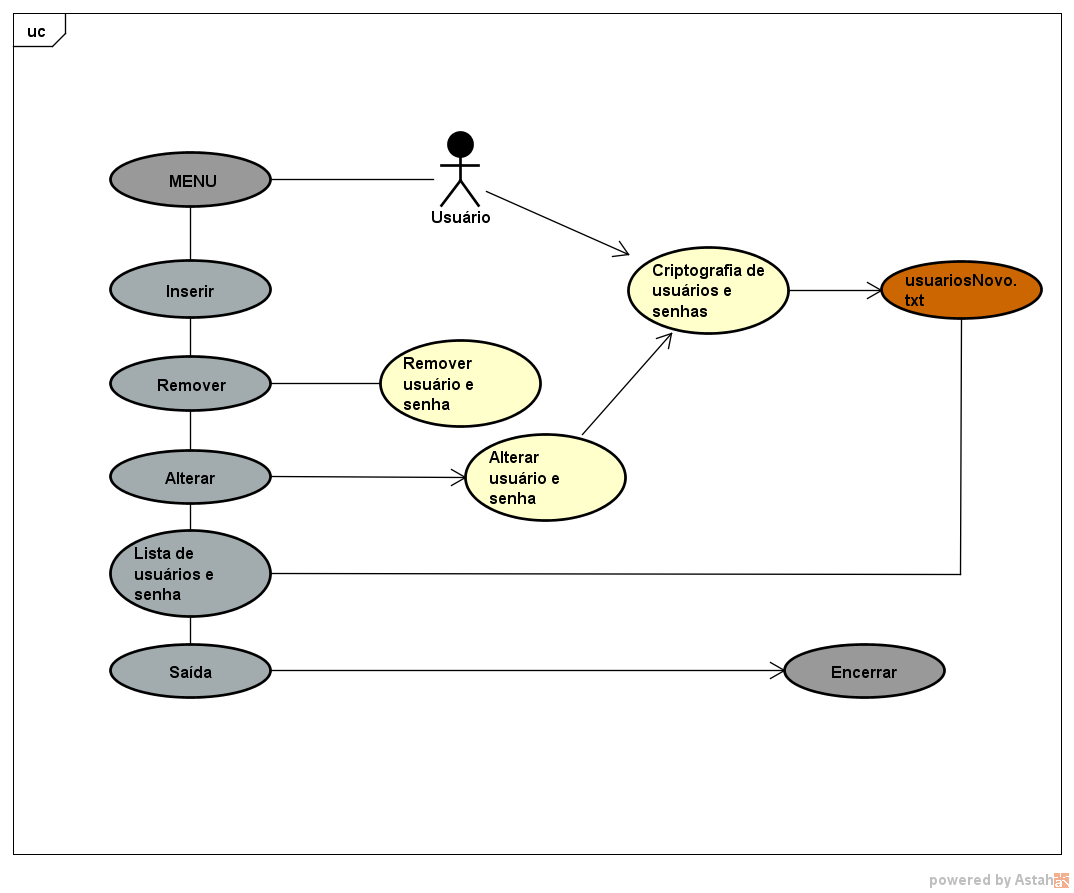 uc
MENU
Usuário
Inserir
Criptografia de
usuários e
senhas
usuariosNovo.
txt
Remover
Remover
usuário e
senha
Alterar
Alterar
usuário e
senha
Lista de
usuários e
senha
Saída
Encerrar
powered by Astah